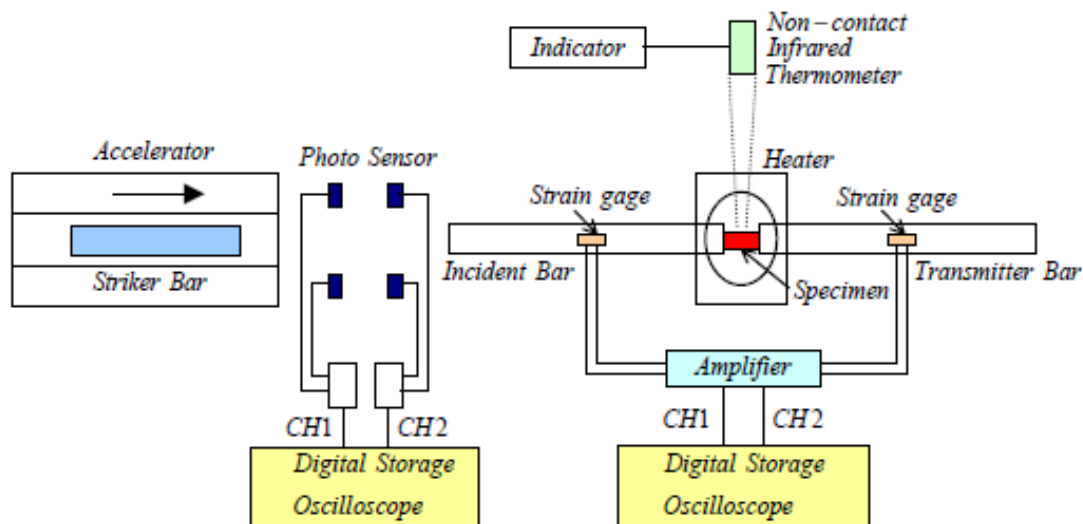 Non-contact
Infrared
Thermometer
Indicator
Accelerator
Photo Sensor
Heater
Strain gage
Strain gage
Incident Bar
Transmitter Bar
Striker Bar
Specimen
Amplifier
CH1
CH2
CH1
CH2
Digital Storage
Oscilloscope
Digital Storage
Oscilloscope